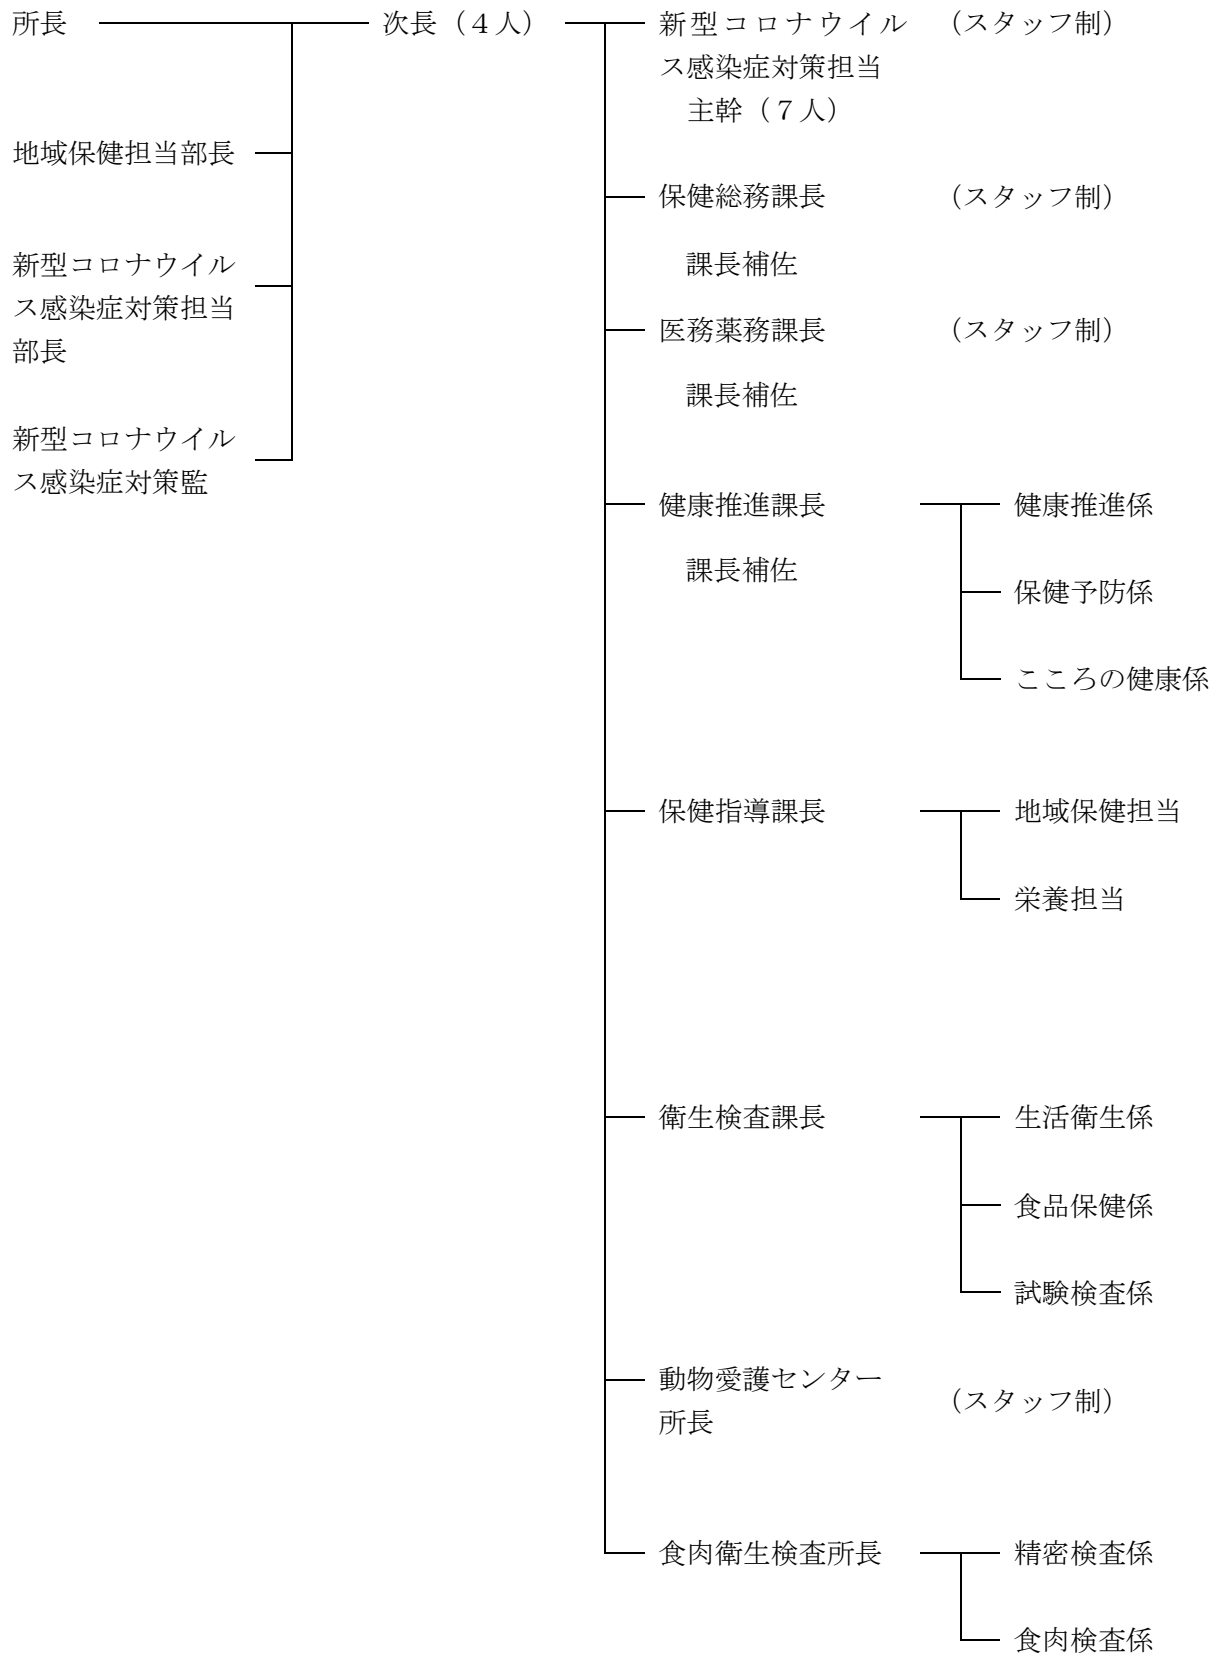 所長
次長（４人）
新型コロナウイル
ス感染症対策担当
主幹（７人）
（スタッフ制）
地域保健担当部長
新型コロナウイル
ス感染症対策担当
部長
新型コロナウイル
ス感染症対策監
保健総務課長
（スタッフ制）
課長補佐
医務薬務課長
（スタッフ制）
課長補佐
健康推進課長
課長補佐
健康推進係
保健予防係
こころの健康係
保健指導課長
地域保健担当
栄養担当
衛生検査課長
生活衛生係
食品保健係
試験検査係
動物愛護センター
所長
（スタッフ制）
食肉衛生検査所長
精密検査係
食肉検査係